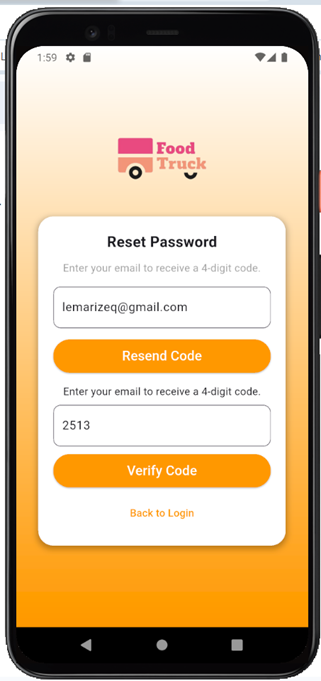 1:59
Food
Truck
Reset Password
Enter your email to receive a 4-digit code.
lemarizeq@gmail.com
Resend Code
Enter your email to receive a 4-digit code.
2513
Verify Code
Back to Login